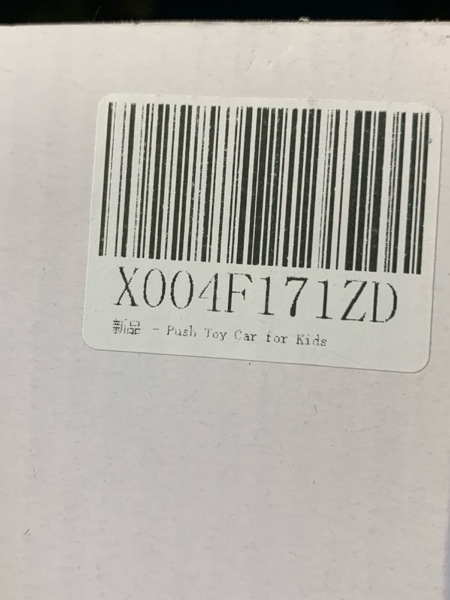 X004F171ZD
新品 - Push Toy Car for Kids